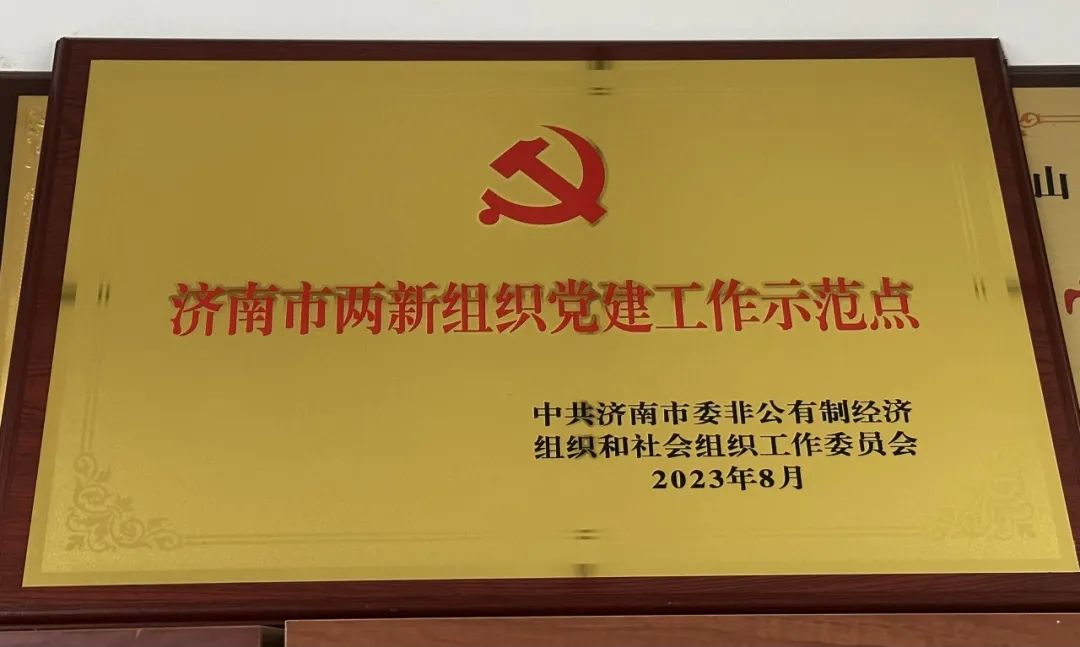 济南市两新组织党建工作示范点
中共济南市委非公有制经济
组织和社会组织工作委员会
2023年8月
山